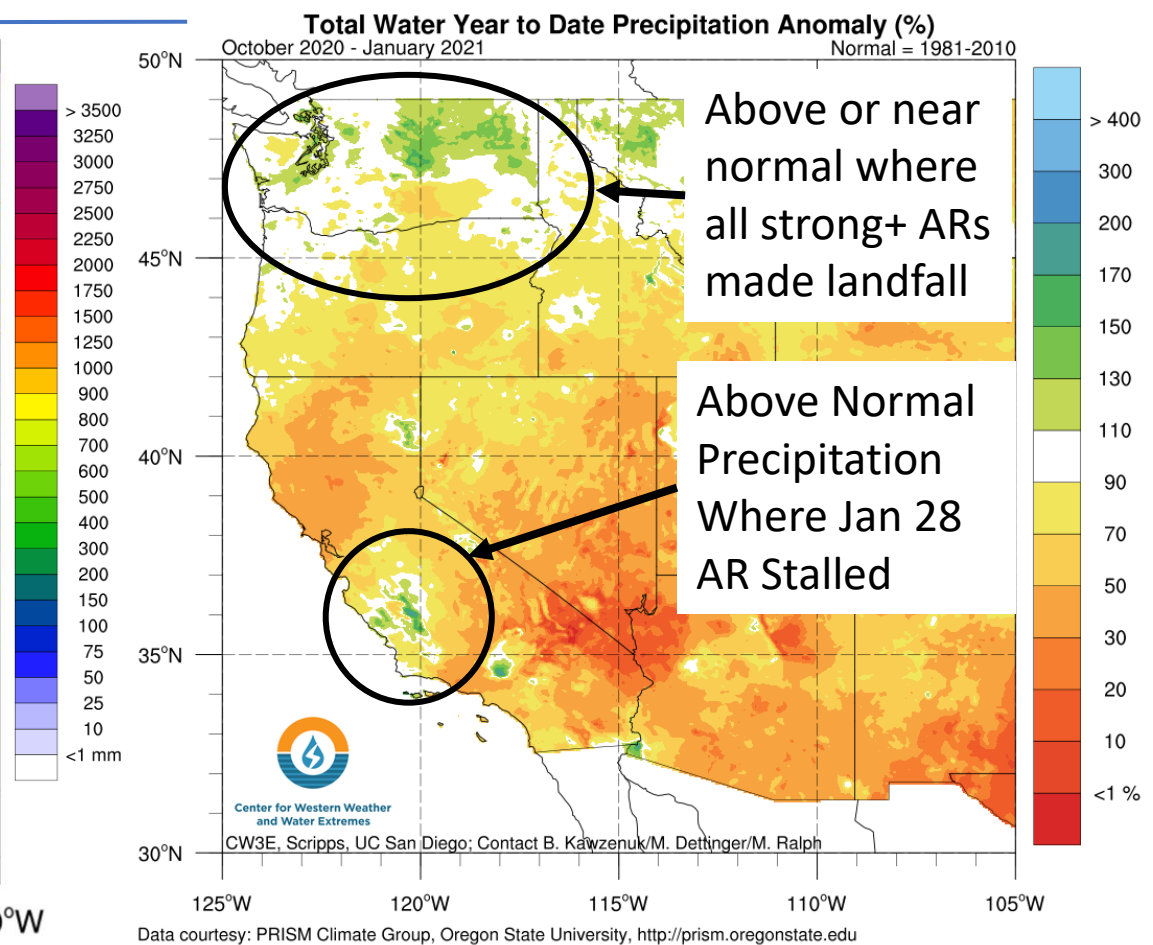 Total Water Year to Date Precipitation Anomaly (%)
October 2020 - January 2021
Normal = 1981-2010
> 3500
3250
3000
2750
2500
2250
2000
1750
1500
1250
1000
900
800
700
600
500
400
300
200
150
100
75
50
25
10
<1 mm
50°N
45°N
40°N
35°N
30°N
Above or near
normal where
all strong+ ARs
made landfall
Above Normal
Precipitation
Where Jan 28
AR Stalled
> 400
300
200
170
150
130
110
90
70
50
30
20
10
<1 %
Center for Western Weather
and Water Extremes
CW3E, Scripps, UC San Diego; Contact B. Kawzenuk/M. Dettinger/M. Ralph
125°W
120°W
115°W
110°W
105°W
°W
Data courtesy: PRISM Climate Group, Oregon State University, http://prism.oregonstate.edu